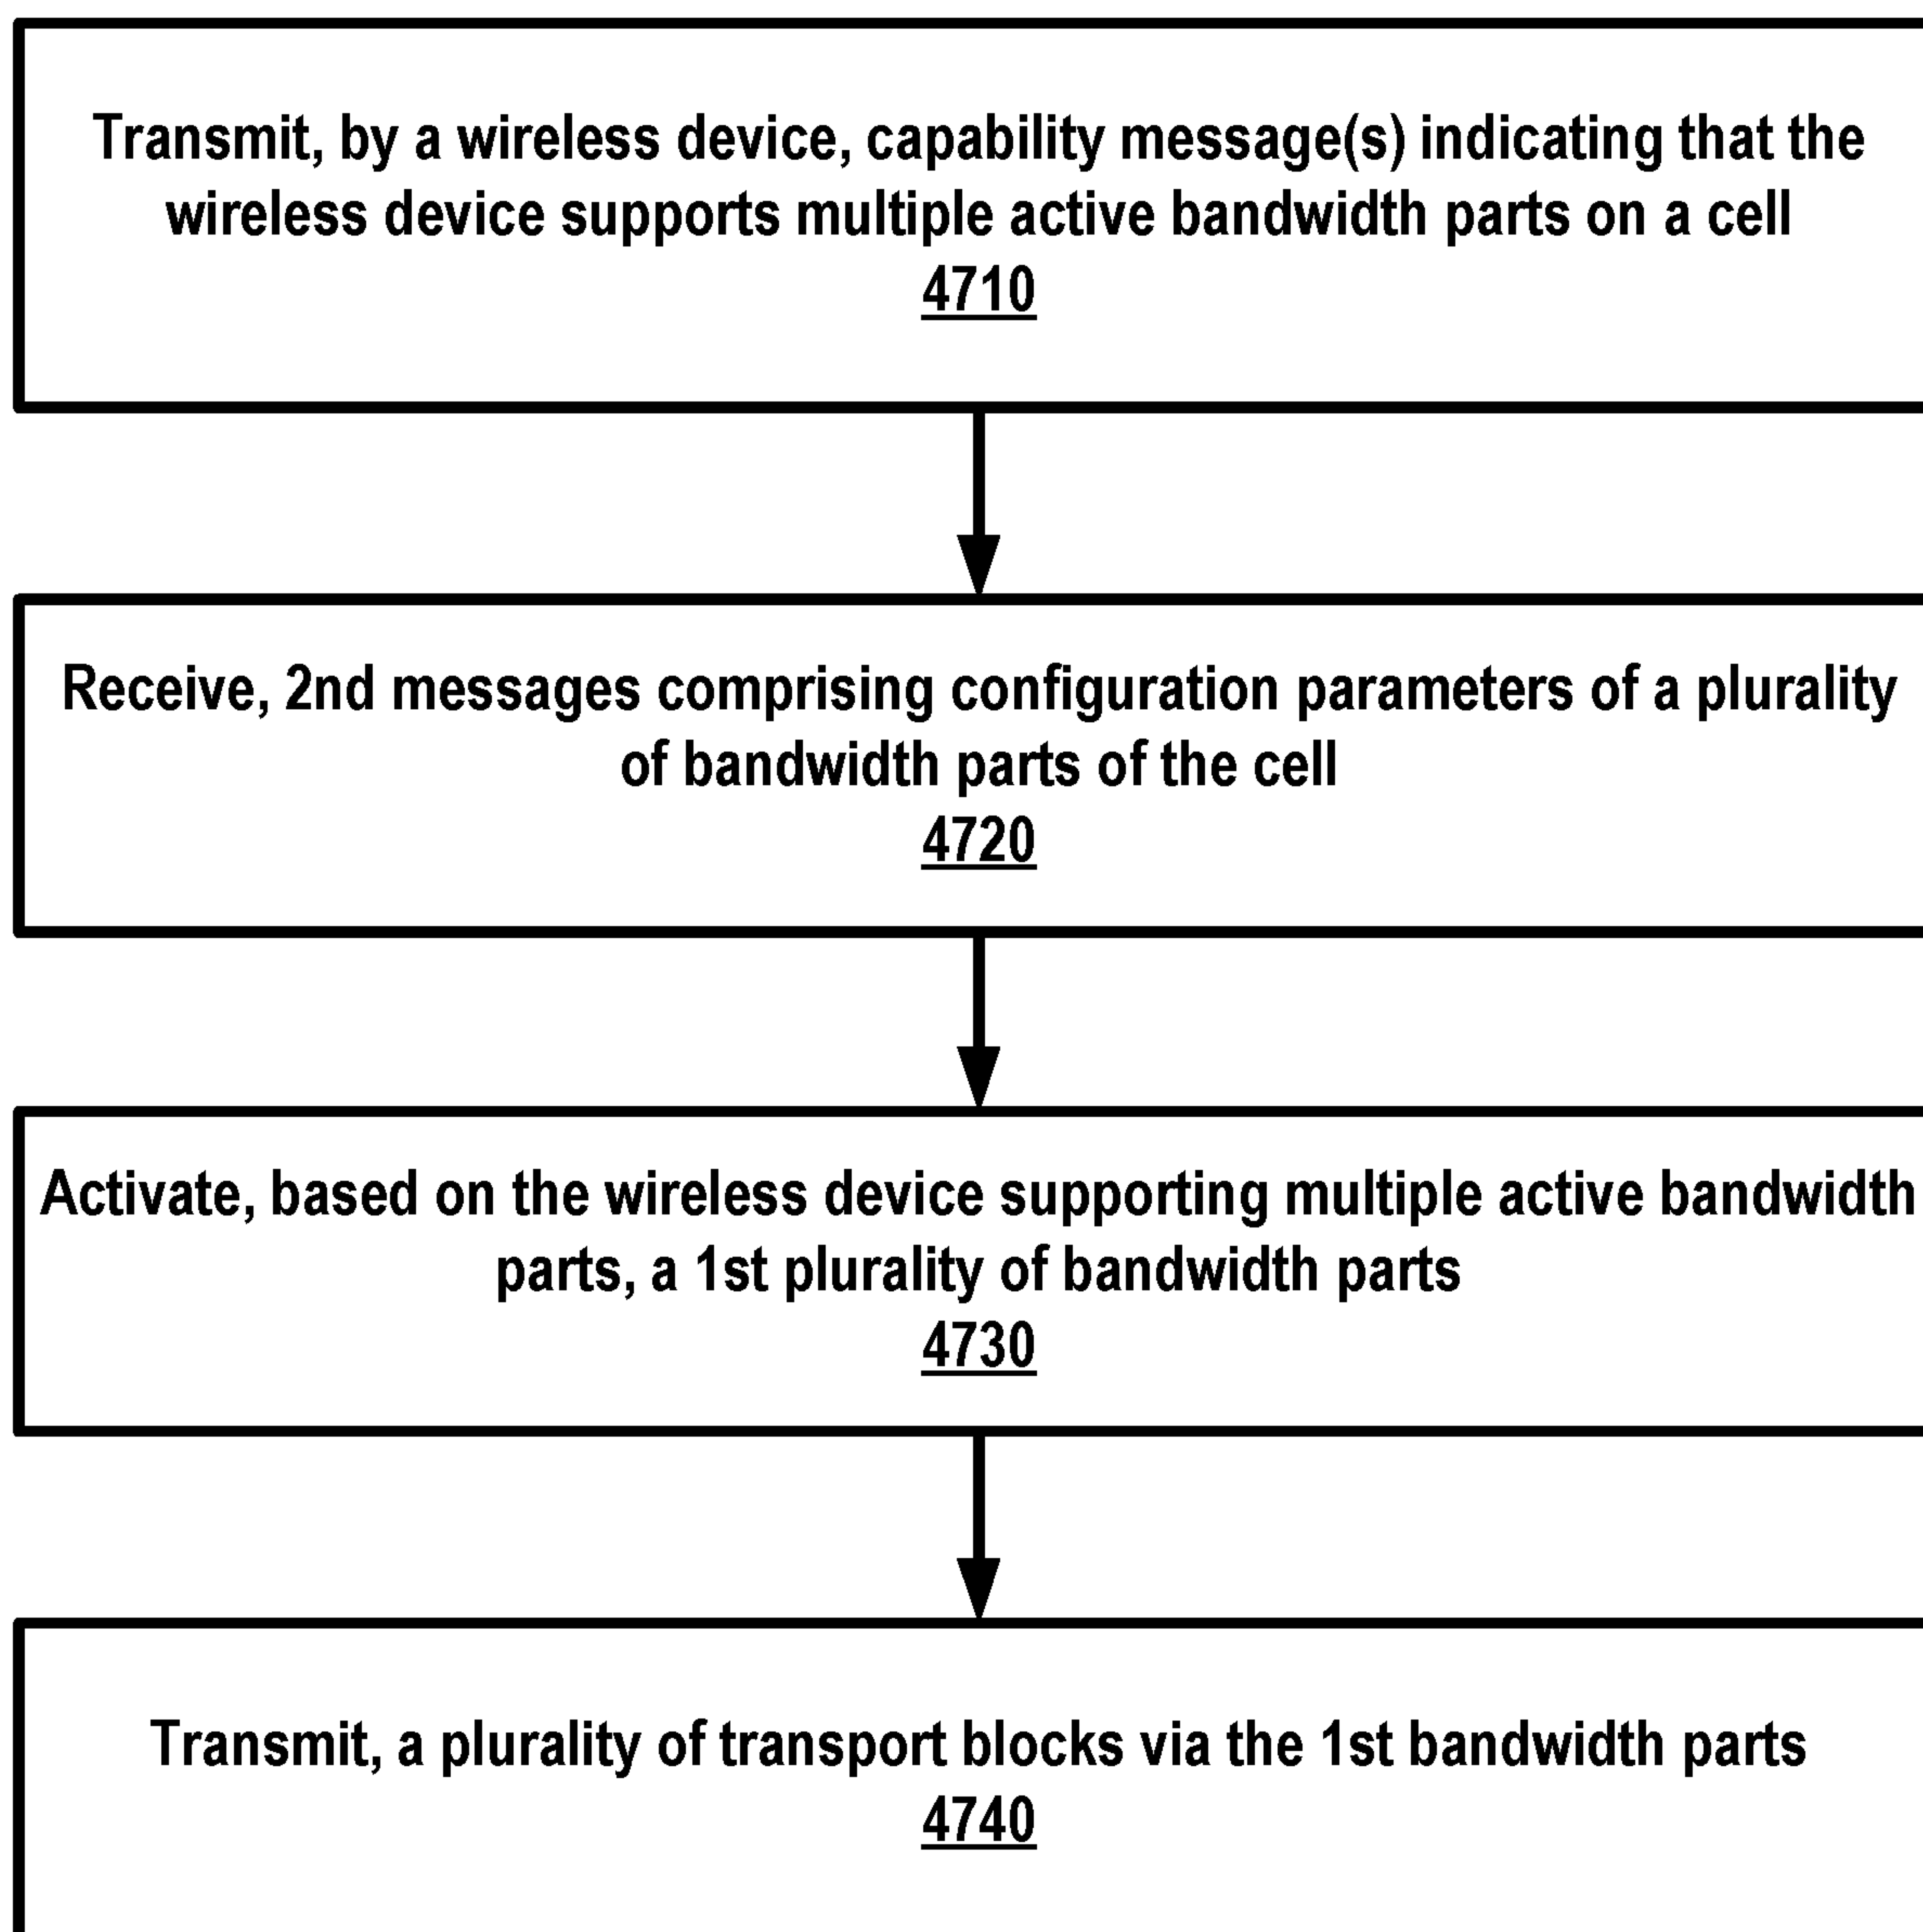 Transmit, by a wireless device, capability message(s) indicating that the
wireless device supports multiple active bandwidth parts on a cell
4710
Receive, 2nd messages comprising configuration parameters of a plurality
of bandwidth parts of the cell
4720
Activate, based on the wireless device supporting multiple active bandwidth
parts, a 1st plurality of bandwidth parts
4730
Transmit, a plurality of transport blocks via the 1st bandwidth parts
4740